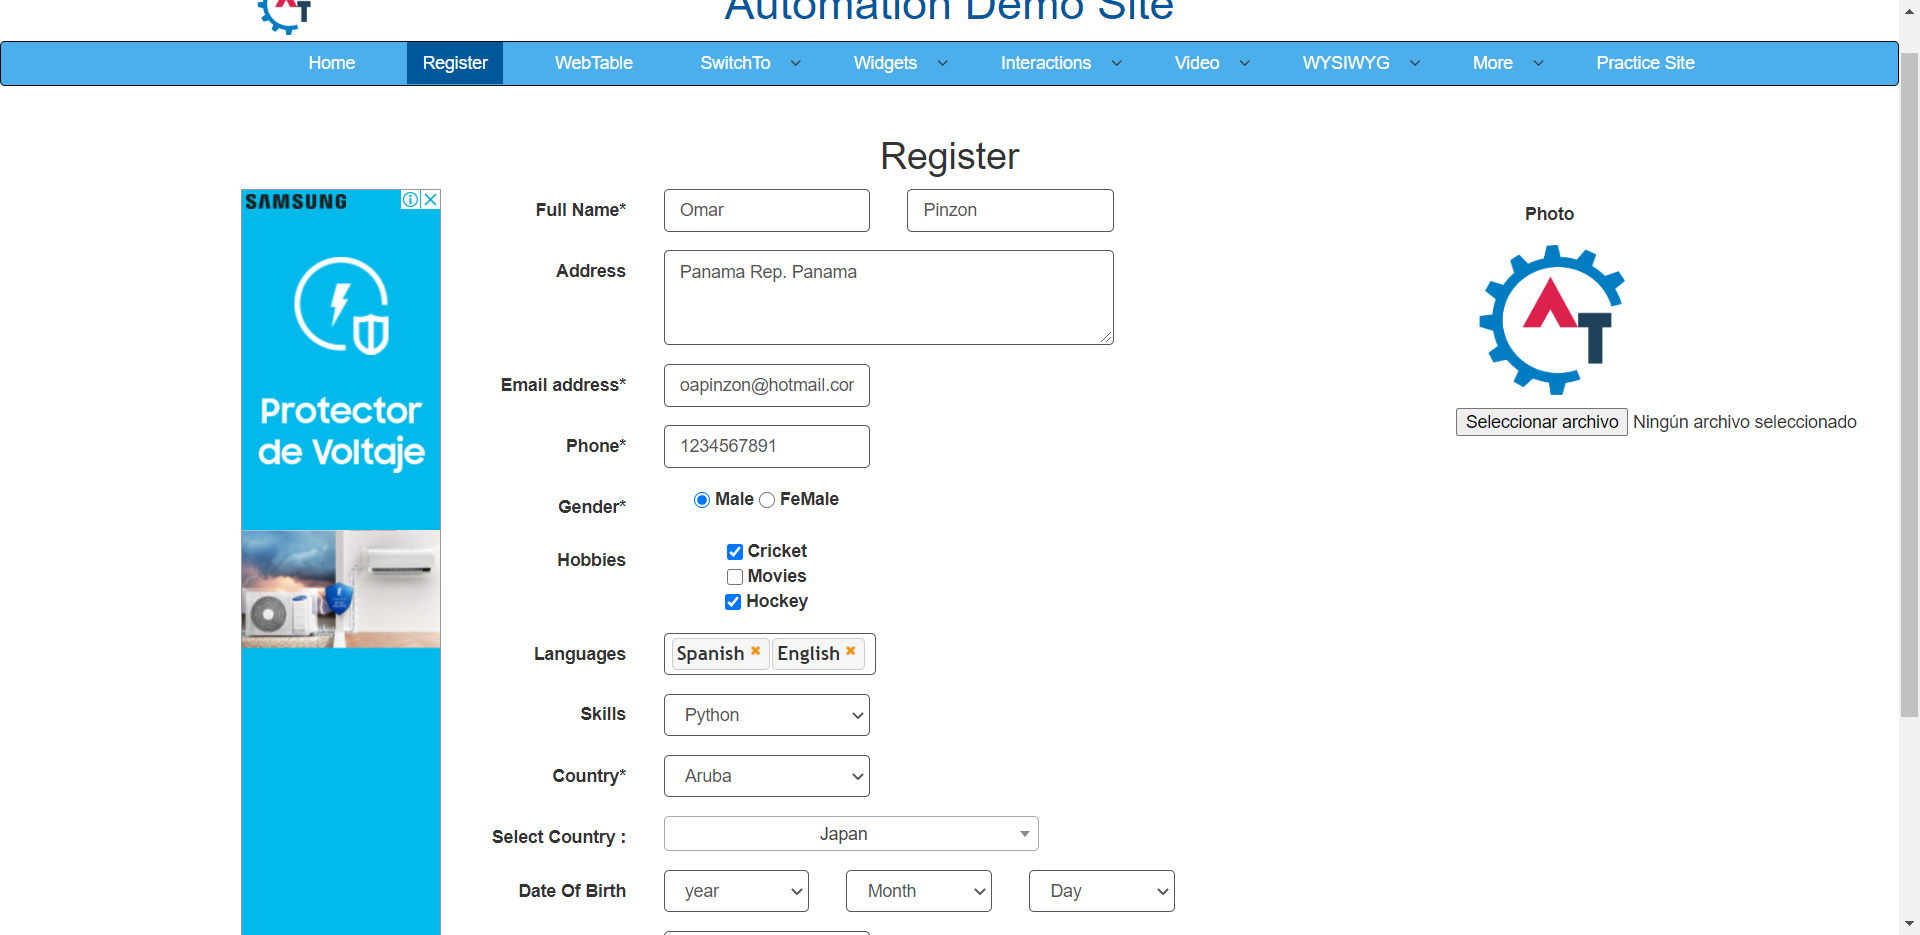 Automation Demo Site
Home Register WebTable SwitchTo Widgets Interactions Video WYSIWYG More Practice Site
Register
SAMSUNG
Protector
de Voltaje
Full Name* Omar Pinzon
Address Panama Rep. Panama
Email address* oapinzon@hotmail.cor
Phone* 1234567891
Gender* Male FeMale
Hobbies Cricket
Movies
Hockey
Languages Spanish English
Skills Python
Country* Aruba
Select Country : Japan
Date Of Birth year Month Day
Photo
AT
Seleccionar archivo Ningún archivo seleccionado